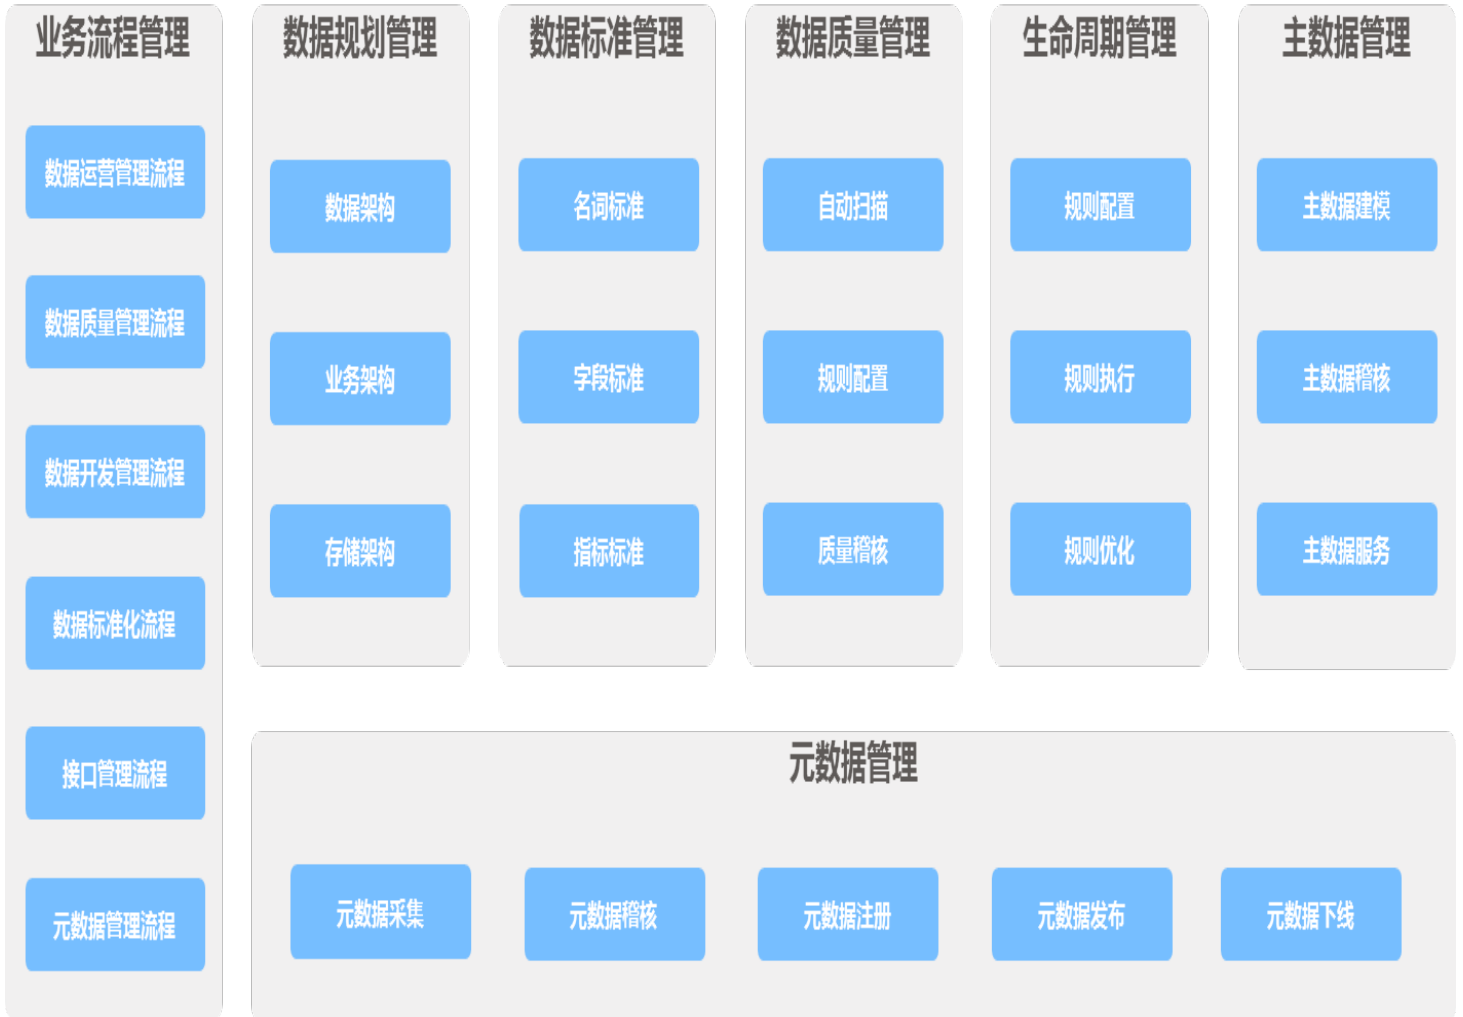 业务流程管理
数据运营管理流程
数据质量管理流程
数据开发管理流程
数据标准化流程
接口管理流程
元数据管理流程
数据规划管理
数据架构
业务架构
存储架构
数据标准管理
名词标准
字段标准
指标标准
数据质量管理
自动扫描
规则配置
质量稽核
生命周期管理
规则配置
规则执行
规则优化
主数据管理
主数据建模
主数据稽核
主数据服务
元数据管理
元数据采集
元数据稽核
元数据注册
元数据发布
元数据下线